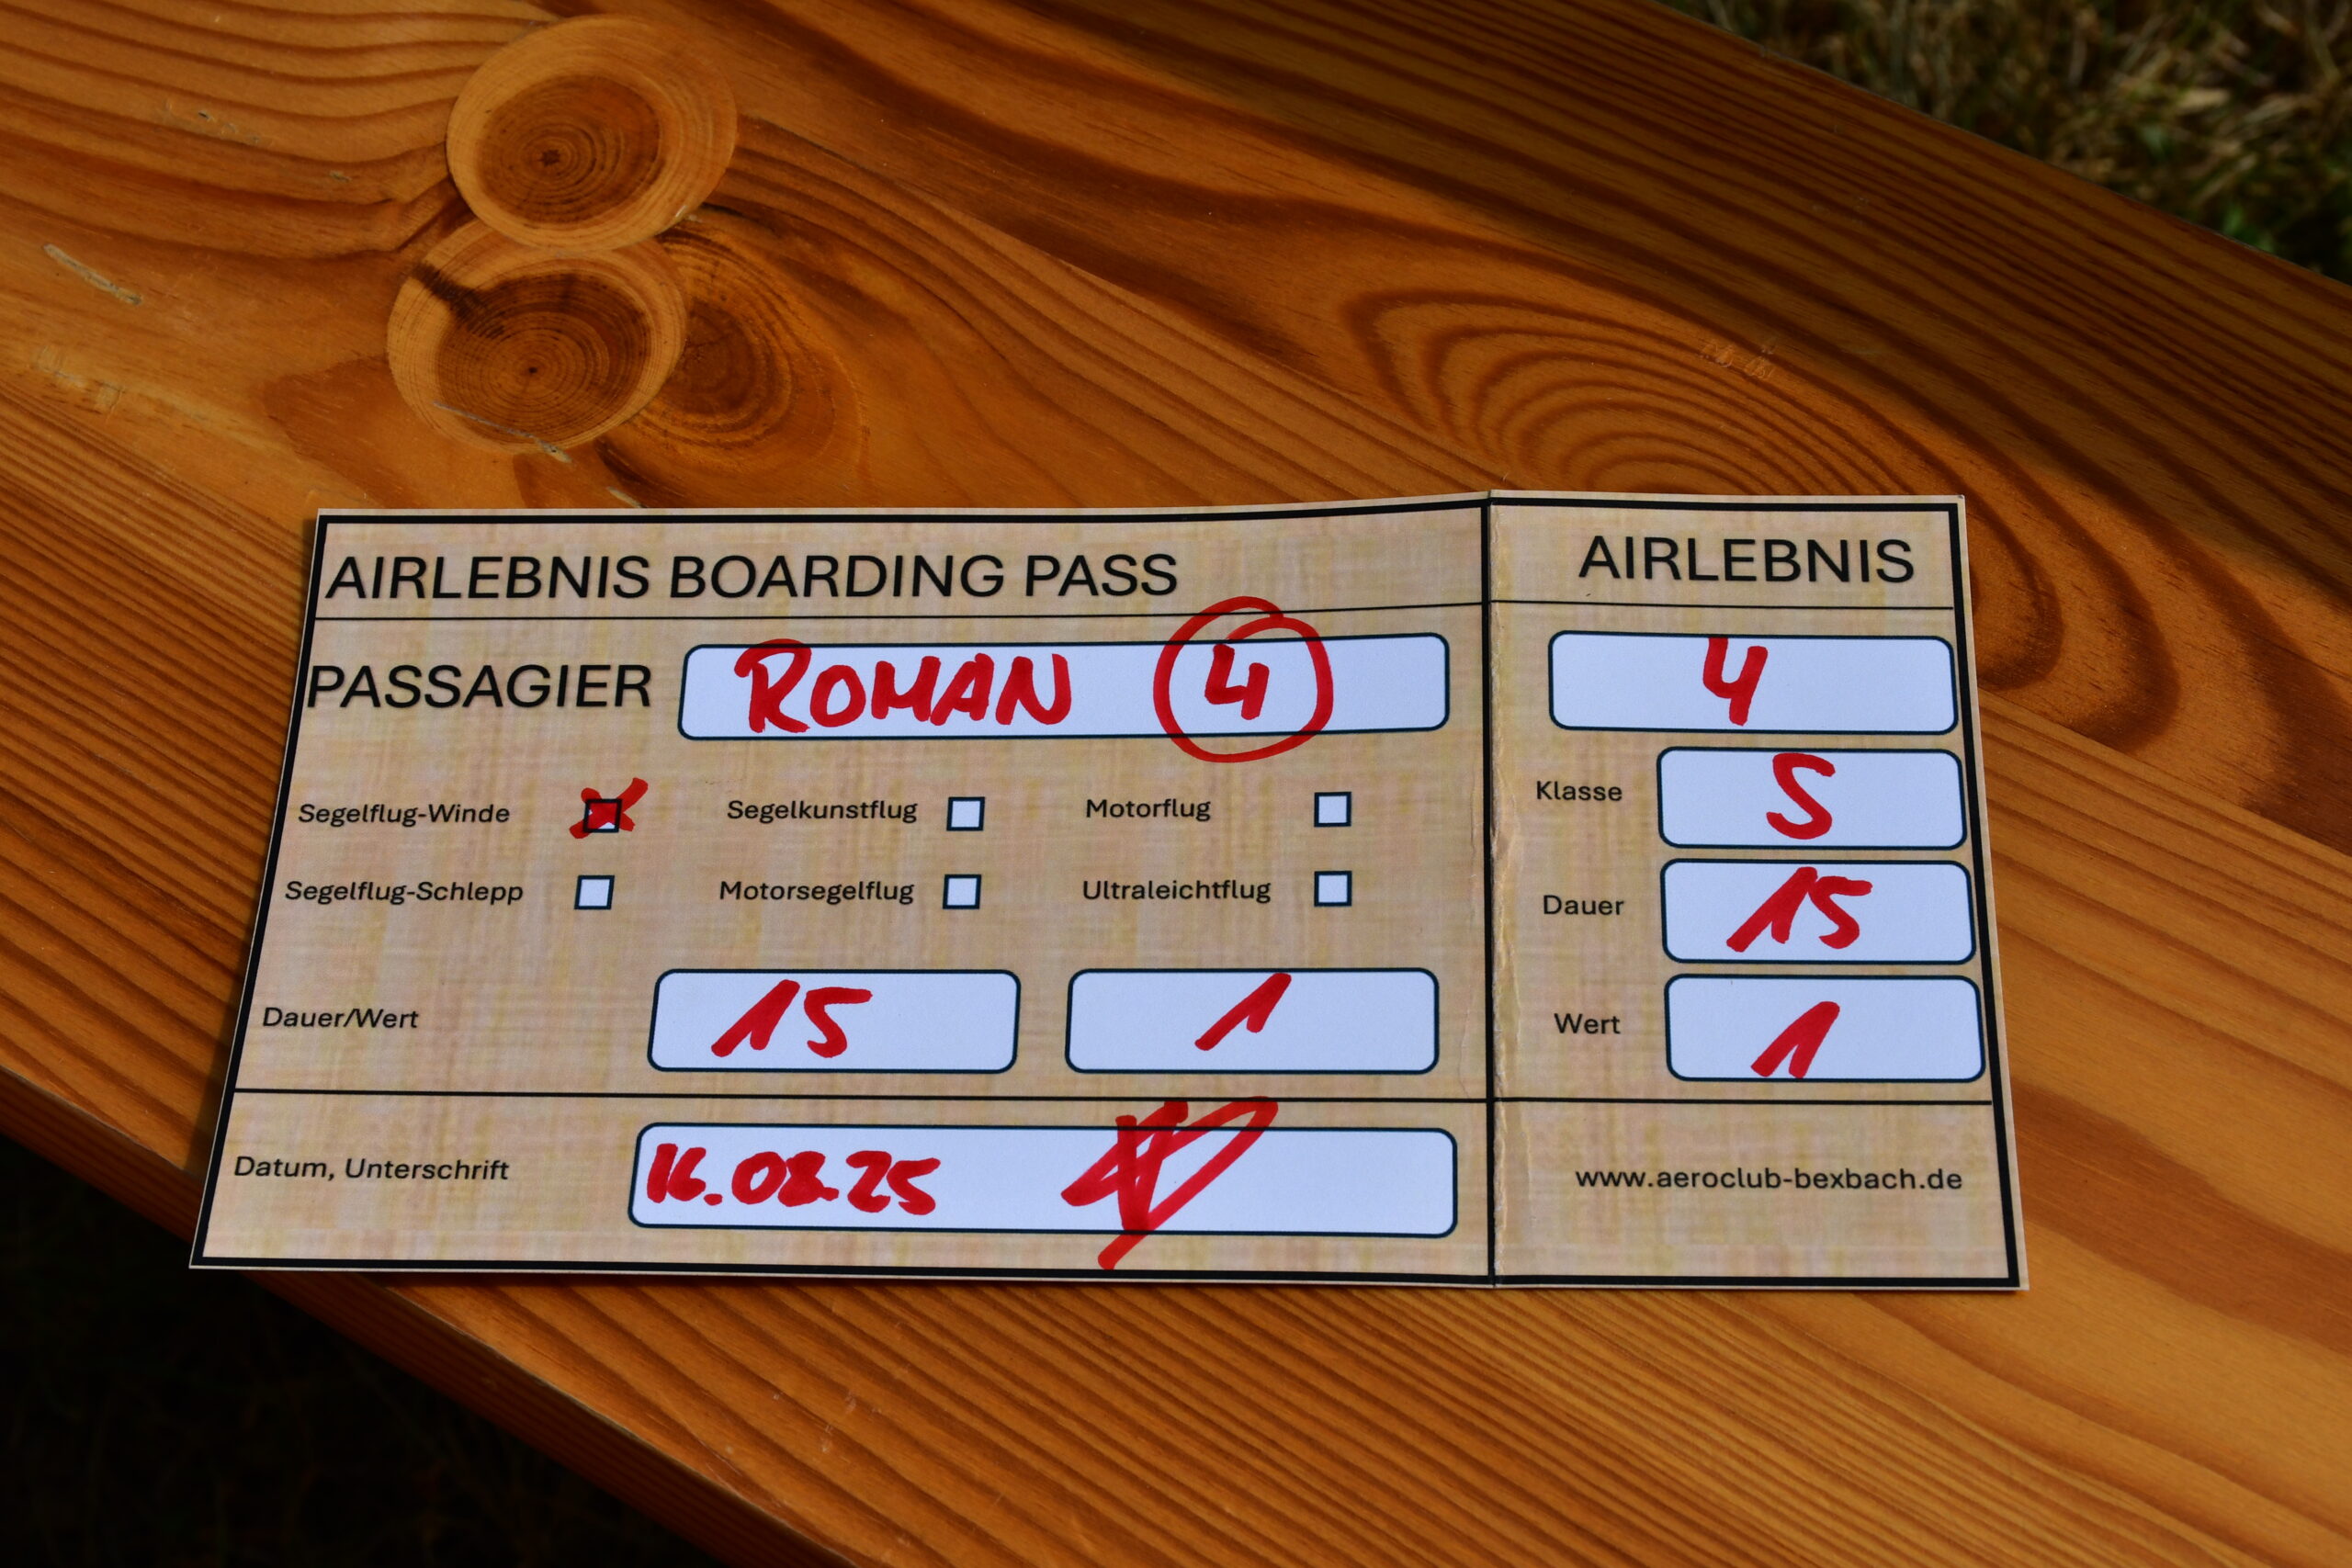 AIRLEBNIS BOARDING PASS
PASSAGIER ROMAN 4
Segelflug-Winde Segelkunstflug Motorflug
Segelflug-Schlepp Motorsegelflug Ultraleichtflug
Dauer/Wert 15 1
Datum, Unterschrift 16.08.25
AIRLEBNIS
4
Klasse S
Dauer 15
Wert 1
www.aeroclub-bexbach.de